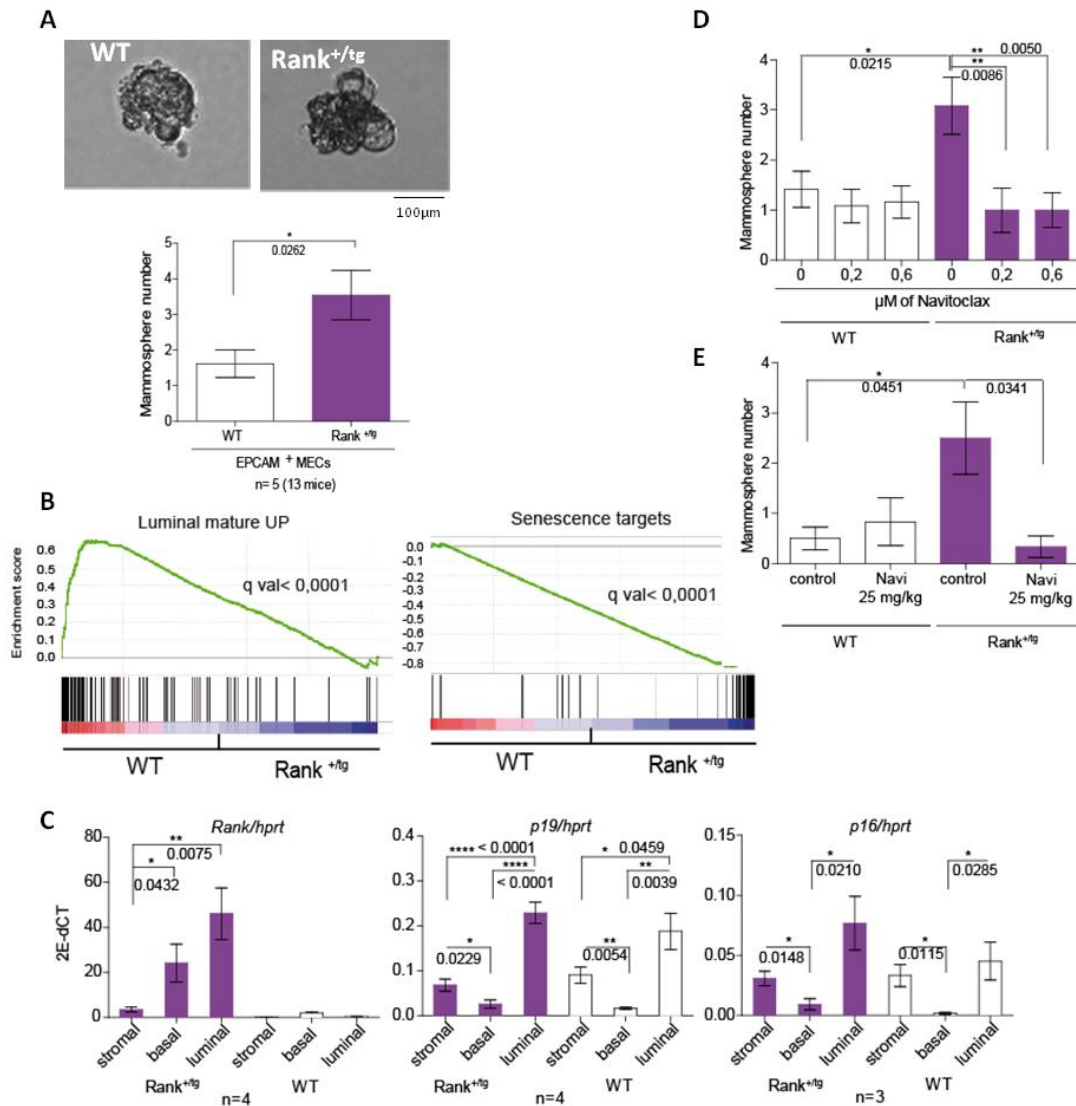 A
WT
Rank+/tg
100µm
Mammosphere number
5
4
3
2
1
0
*
0.0262
WT
Rank +/tg
EPCAM + MECs
n= 5 (13 mice)
B
Luminal mature UP
Enrichment score
0.6
0.5
0.4
0.3
0.2
0.1
0.0
q val< 0,0001
WT
Rank +/tg
Senescence targets
0.0
-0.1
-0.2
-0.3
-0.4
-0.5
-0.6
-0.7
-0.8
q val< 0,0001
WT
Rank +/tg
C
Rank/hprt
2E-dCT
80
60
40
20
0
**
0.0075
*
0.0432
stromal basal luminal stromal basal luminal
Rank+/tg WT
n=4
p19/hprt
0.4
0.3
0.2
0.1
0.0
**** < 0.0001
****
< 0.0001
*
0.0229
* 0.0459
**
0.0039
**
0.0054
stromal basal luminal stromal basal luminal
Rank+/tg WT
n=4
p16/hprt
0.15
0.10
0.05
0.00
*
0.0210
*
0.0148
*
0.0285
*
0.0115
stromal basal luminal stromal basal luminal
Rank+/tg WT
n=3
D
Mammosphere number
4
3
2
1
0
*
0.0215
** 0.0050
**
0.0086
0 0,2 0,6 0 0,2 0,6
µM of Navitoclax
WT Rank+/tg
E
Mammosphere number
4
3
2
1
0
*
0.0451
0.0341
control Navi control Navi
25 mg/kg 25 mg/kg
WT Rank+/tg